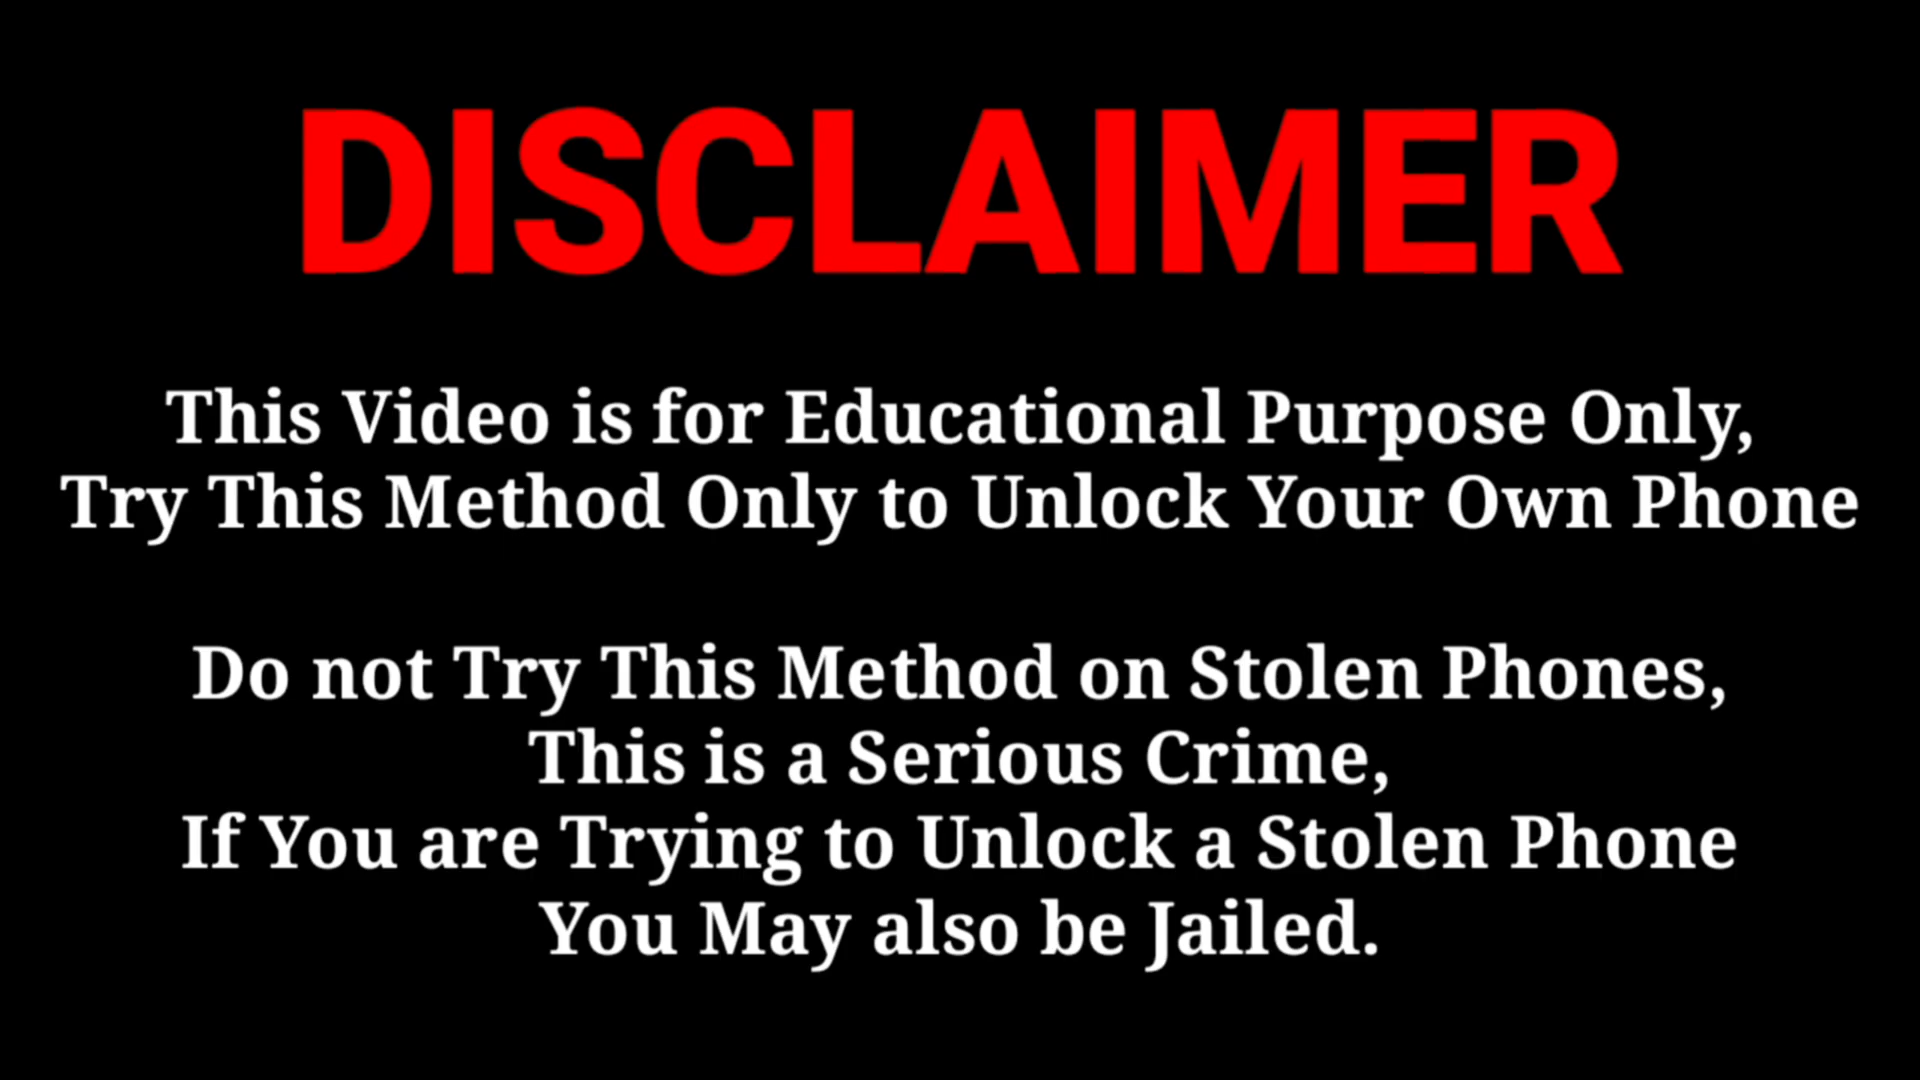 DISCLAIMER
This Video is for Educational Purpose Only,
Try This Method Only to Unlock Your Own Phone
Do not Try This Method on Stolen Phones,
This is a Serious Crime,
If You are Trying to Unlock a Stolen Phone
You May also be Jailed.